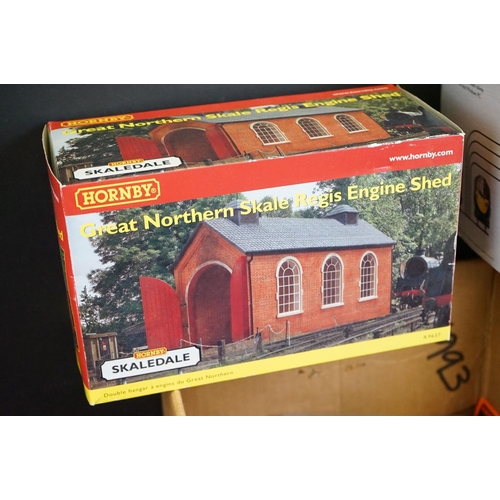 HORNBY
Great Northern Skale Regis Engine Shed
SKALEDALE
www.hornby.com
HORNBY®
Great Northern Skale Regis Engine Shed
HORNBY
SKALEDALE
Double hangar à engins du Great Northern
993